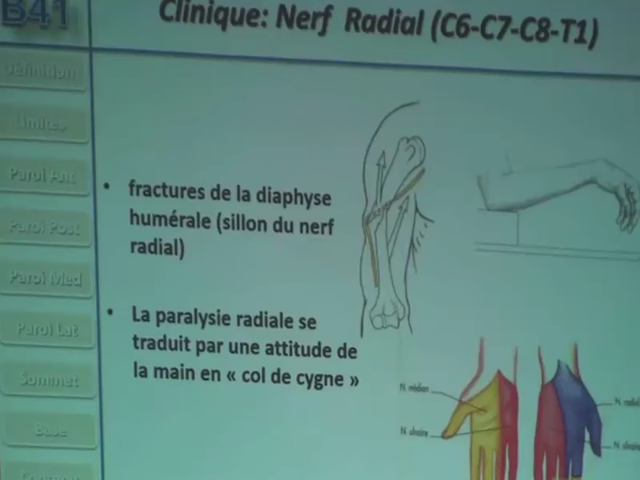 B41
Clinique: Nerf Radial (C6-C7-C8-T1)
Définition
Limites
Paroi Ant
Paroi Post
Paroi Med
Paroi Lat
Sommet
Base
• fractures de la diaphyse
humérale (sillon du nerf
radial)
• La paralysie radiale se
traduit par une attitude de
la main en « col de cygne »
N. médian
N. ulnaire
N. radial